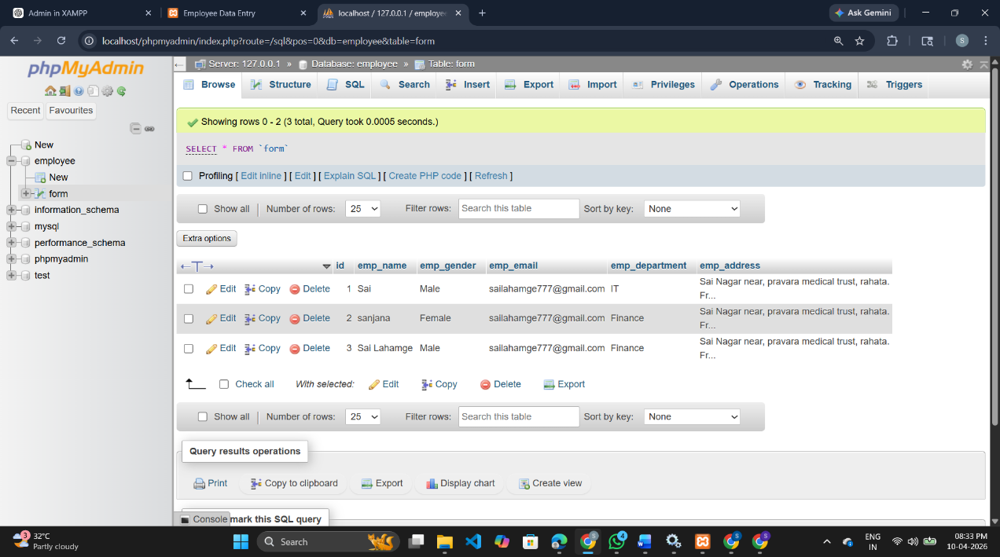 Admin in XAMPP
Employee Data Entry
localhost / 127.0.0.1 / employee
Ask Gemini
localhost/phpmyadmin/index.php?route=/sql&pos=0&db=employee&table=form
S
phpMyAdmin
Recent Favourites
New
employee
New
form
information_schema
mysql
performance_schema
phpmyadmin
test
Server: 127.0.0.1 » Database: employee » Table: form
Browse Structure SQL Search Insert Export Import Privileges Operations Tracking Triggers
Showing rows 0 - 2 (3 total, Query took 0.0005 seconds.)
SELECT * FROM `form`
Profiling [ Edit inline ] [ Edit ] [ Explain SQL ] [ Create PHP code ] [ Refresh ]
Show all | Number of rows: 25 Filter rows: Search this table Sort by key: None
Extra options
←T→ id emp_name emp_gender emp_email emp_department emp_address
Edit Copy Delete 1 Sai Male sailahamge777@gmail.com IT Sai Nagar near, pravara medical trust, rahata.
Fr...
Edit Copy Delete 2 sanjana Female sailahamge777@gmail.com Finance Sai Nagar near, pravara medical trust, rahata.
Fr...
Edit Copy Delete 3 Sai Lahamge Male sailahamge777@gmail.com Finance Sai Nagar near, pravara medical trust, rahata.
Fr...
Check all With selected: Edit Copy Delete Export
Show all | Number of rows: 25 Filter rows: Search this table Sort by key: None
Query results operations
Print Copy to clipboard Export Display chart Create view
Console mark this SQL query
3 32°C
Partly cloudy
Search
4
ENG
IN
08:33 PM
10-04-2026